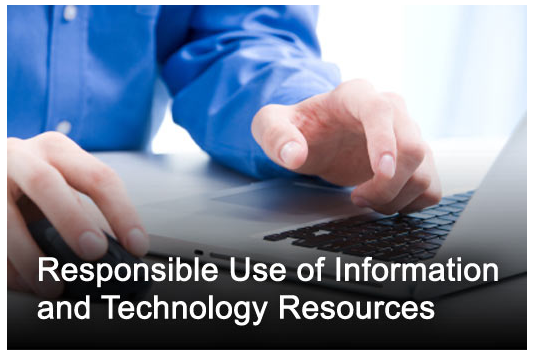 Responsible Use of Information
and Technology Resources